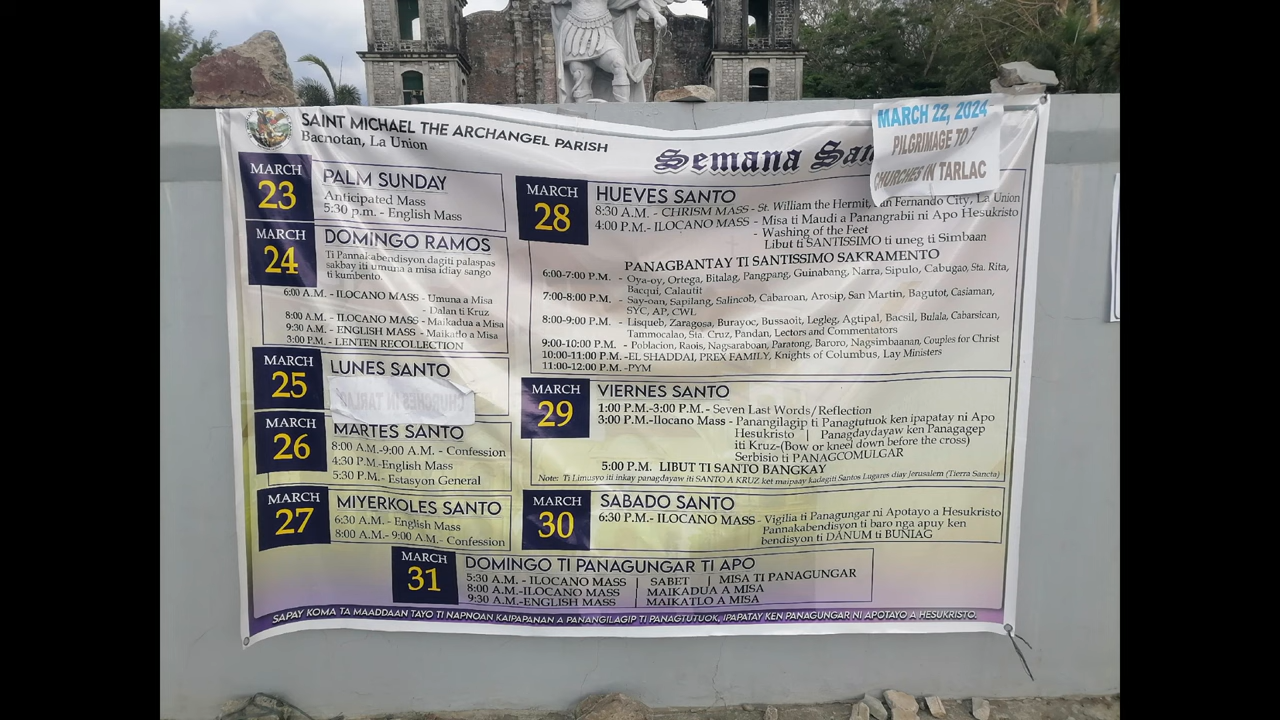 SAINT MICHAEL THE ARCHANGEL PARISH
Bacnotan, La Union
Semana San
MARCH 22, 2024
PILGRIMAGE TO 7
CHURCHES IN TARLAC
MARCH
23
PALM SUNDAY
Anticipated Mass
5:30 p.m. - English Mass
MARCH
24
DOMINGO RAMOS
Ti Pannakabendisyon dagiti palaspas
sakbay iti umuna a misa idiay sango
ti kumbento.
6:00 A.M. - ILOCANO MASS - Umuna a Misa
- Dalan ti Kruz
8:00 A.M. - ILOCANO MASS - Maikadua a Misa
9:30 A.M. - ENGLISH MASS - Maikatlo a Misa
3:00 P.M. - LENTEN RECOLLECTION
MARCH
25
LUNES SANTO
CHURCHES IN TARLAC
MARCH
26
MARTES SANTO
8:00 A.M.-9:00 A.M. - Confession
4:30 P.M.-English Mass
5:30 P.M.- Estasyon General
MARCH
27
MIYERKOLES SANTO
6:30 A.M. - English Mass
8:00 A.M.- 9:00 A.M.- Confession
MARCH
28
HUEVES SANTO
8:30 A.M. - CHRISM MASS - St. William the Hermit, an Fernando City, La Union
4:00 P.M. - ILOCANO MASS - Misa ti Maudi a Panangrabii ni Apo Hesukristo
- Washing of the Feet
Libut ti SANTISSIMO ti uneg ti Simbaan
PANAGBANTAY TI SANTISSIMO SAKRAMENTO
6:00-7:00 P.M. - Oya-oy, Ortega, Bitalag, Pangpang, Guinabang, Narra, Sipulo, Cabugao, Sta. Rita,
Bacqui, Calautit
7:00-8:00 P.M. - Say-oan, Sapilang, Salincob, Cabaroan, Arosip, San Martin, Bagutot, Casiaman,
SYC, AP, CWL
8:00-9:00 P.M. - Lisqueb, Zaragosa, Burayoc, Bussaoit, Legleg, Agtipal, Bacsil, Bulala, Cabarsican,
Tammocalao, Sta. Cruz, Pandan, Lectors and Commentators
9:00-10:00 P.M. - Poblacion, Raois, Nagsaraboan, Paratong, Baroro, Nagsimbaanan, Couples for Christ
10:00-11:00 P.M. -EL SHADDAI, PREX FAMILY, Knights of Columbus, Lay Ministers
11:00-12:00 P.M. -PYM
MARCH
29
VIERNES SANTO
1:00 P.M.-3:00 P.M. - Seven Last Words/Reflection
3:00 P.M.-Ilocano Mass - Panangilagip ti Panagtutuok ken ipapatay ni Apo
Hesukristo | Panagdaydayaw ken Panagagep
iti Kruz-(Bow or kneel down before the cross)
Serbisio ti PANAGCOMULGAR
5:00 P.M. LIBUT TI SANTO BANGKAY
Note: Ti Limusyo iti inkay panagdayaw iti SANTO A KRUZ ket maipaay kadagiti Santos Lugares diay Jerusalem (Tierra Sancta)
MARCH
30
SABADO SANTO
6:30 P.M.- ILOCANO MASS - Vigilia ti Panagungar ni Apotayo a Hesukristo
Pannakabendisyon ti baro nga apuy ken
bendisyon ti DANUM ti BUNIAG
MARCH
31
DOMINGO TI PANAGUNGAR TI APO
5:30 A.M. - ILOCANO MASS | SABET | MISA TI PANAGUNGAR
8:00 A.M. -ILOCANO MASS | MAIKADUA A MISA
9:30 A.M.-ENGLISH MASS | MAIKATLO A MISA
SAPAY KOMA TA MAADDAAN TAYO TI NAPNOAN KAIPAPANAN A PANANGILAGIP TI PANAGTUTUOK, IPAPATAY KEN PANAGUNGAR NI APOTAYO A HESUKRISTO.